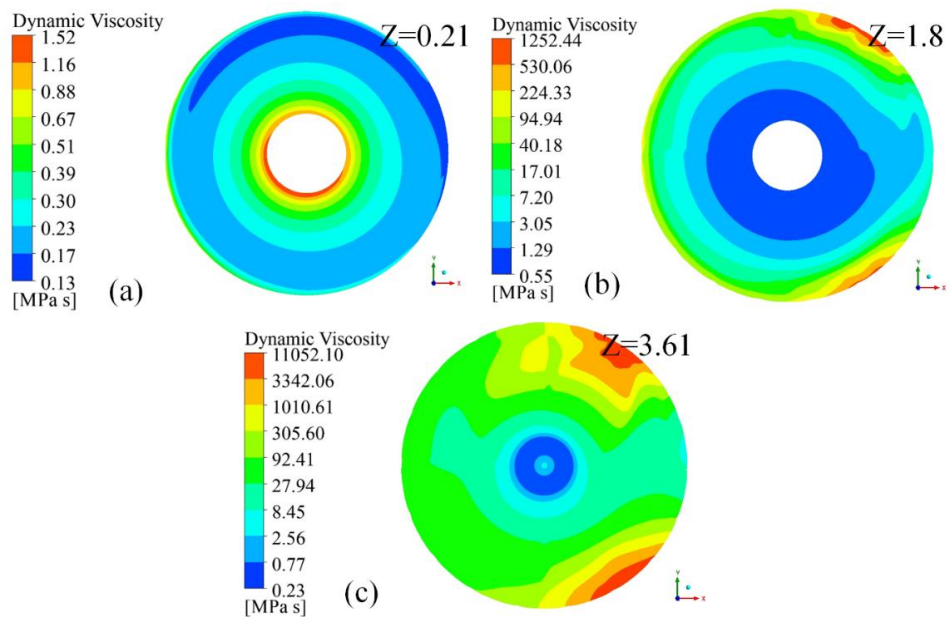 Dynamic Viscosity
1.52
1.16
0.88
0.67
0.51
0.39
0.30
0.23
0.17
0.13
[MPa s]
(a)
Z=0.21
Y
X
Dynamic Viscosity
1252.44
530.06
224.33
94.94
40.18
17.01
7.20
3.05
1.29
0.55
[MPa s]
(b)
Z=1.8
Y
X
Dynamic Viscosity
11052.10
3342.06
1010.61
305.60
92.41
27.94
8.45
2.56
0.77
0.23
[MPa s]
(c)
Z=3.61
Y
X